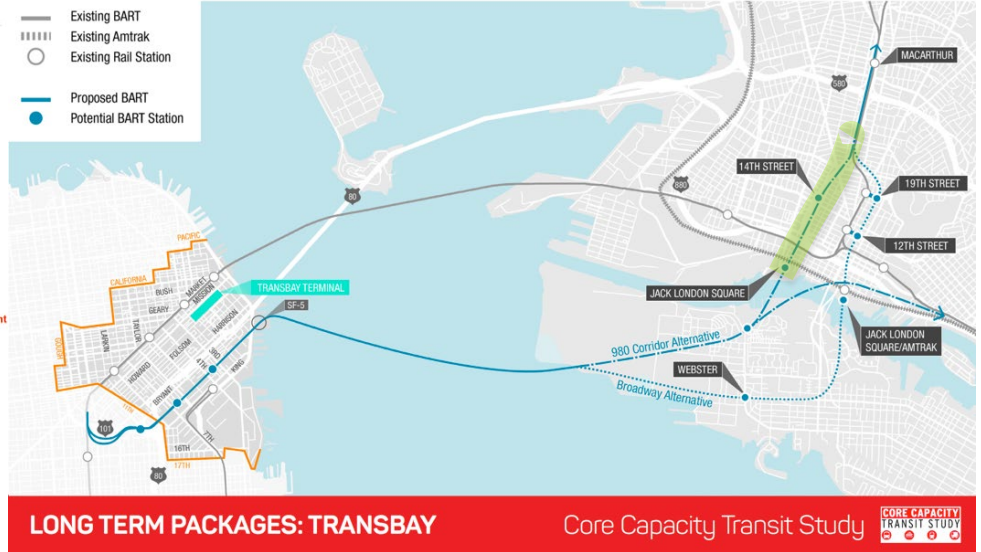 Existing BART
Existing Amtrak
Existing Rail Station
Proposed BART
Potential BART Station
MACARTHUR
580
14TH STREET
880
19TH STREET
80
12TH STREET
PACIFIC
CALIFORNIA
BUSH
MARKET
MISSION
GEARY
TRANSBAY TERMINAL
SF-5
JACK LONDON SQUARE
nt
TAYLOR
HARRISON
LARKIN
FOLSOM
GOUGH
HOWARD
3RD
4TH
KING
980 Corridor Alternative
JACK LONDON
SQUARE/AMTRAK
WEBSTER
Broadway Alternative
BRYANT
11TH
101
7TH
16TH
17TH
80
LONG TERM PACKAGES: TRANSBAY
Core Capacity Transit Study
CORE CAPACITY
TRANSIT STUDY